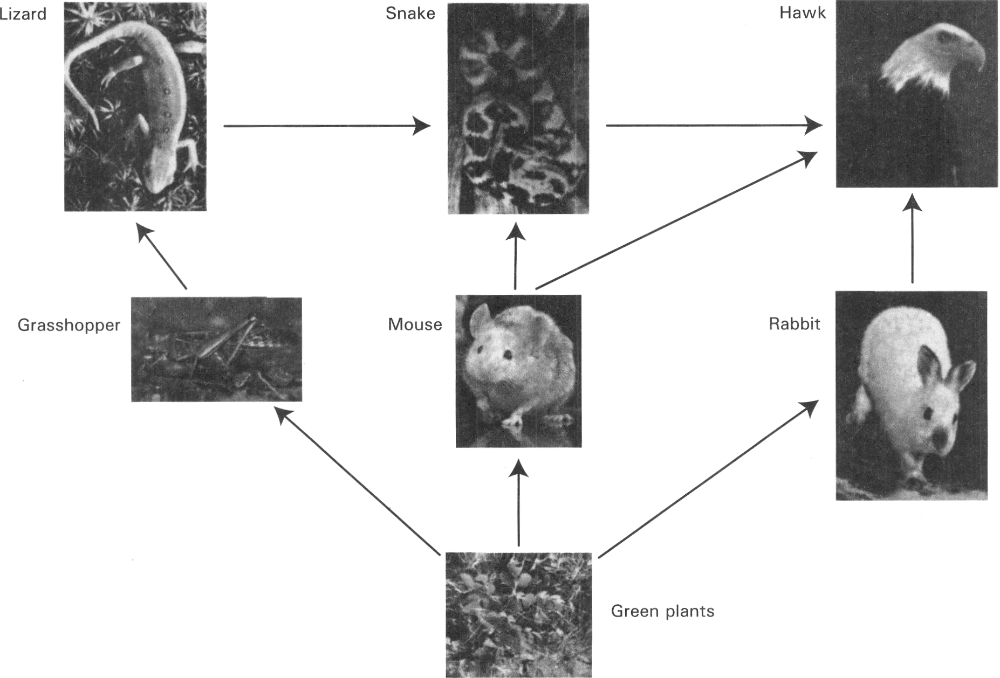 Lizard
Snake
Hawk
Grasshopper
Mouse
Rabbit
Green plants